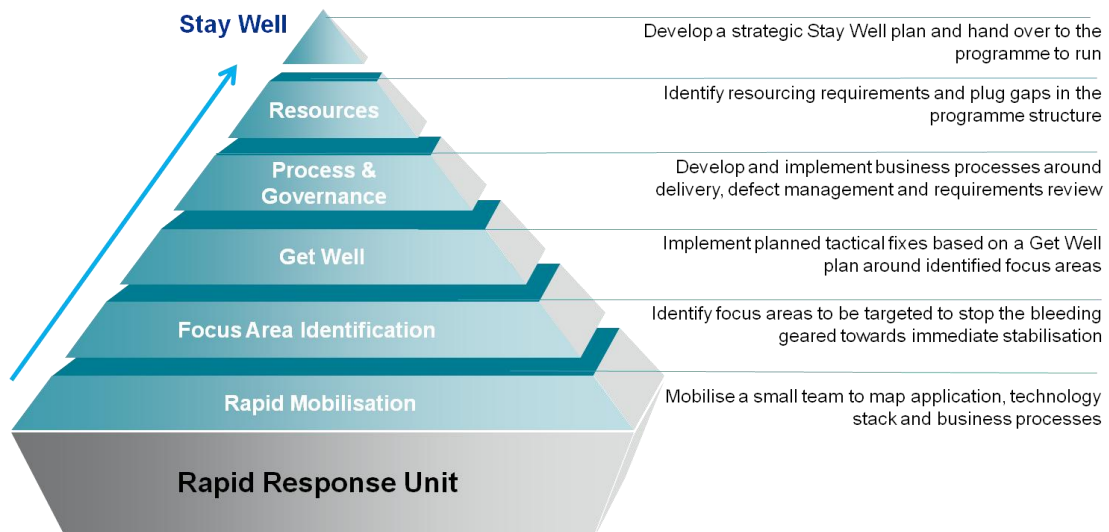 Stay Well
Develop a strategic Stay Well plan and hand over to the
programme to run
Resources
Identify resourcing requirements and plug gaps in the
programme structure
Process &
Governance
Develop and implement business processes around
delivery, defect management and requirements review
Get Well
Implement planned tactical fixes based on a Get Well
plan around identified focus areas
Focus Area Identification
Identify focus areas to be targeted to stop the bleeding
geared towards immediate stabilisation
Rapid Mobilisation
Mobilise a small team to map application, technology
stack and business processes
Rapid Response Unit